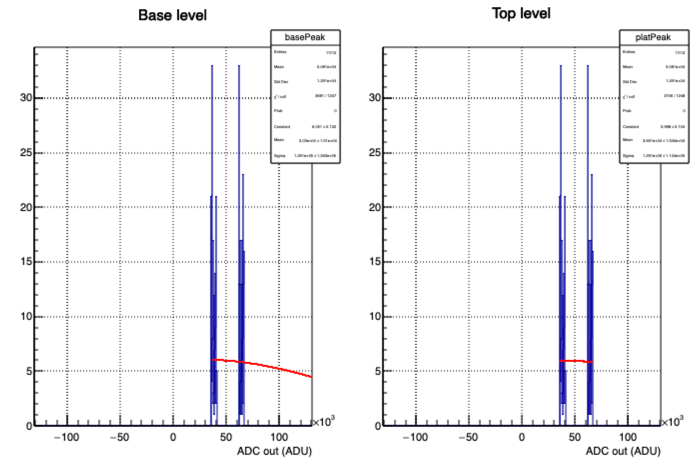 Base level
Top level
basePeak
Entries
Mean
Std Dev
Prob 0
Constant
Mean
Sigma
30
25
20
15
10
5
0
−100 −50 0 50 100
×10³
ADC out (ADU)
platPeak
Entries
Mean
Std Dev
Prob 0
Constant
Mean
Sigma
30
25
20
15
10
5
0
−100 −50 0 50 100
×10³
ADC out (ADU)